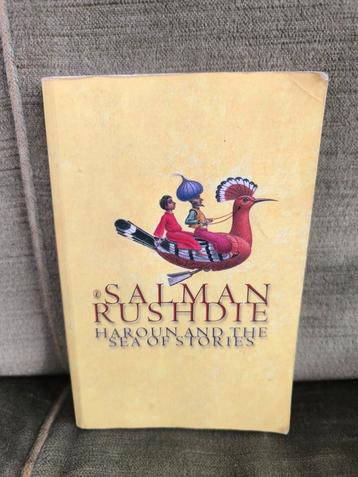 SALMAN
RUSHDIE
HAROUN AND THE
SEA OF STORIES